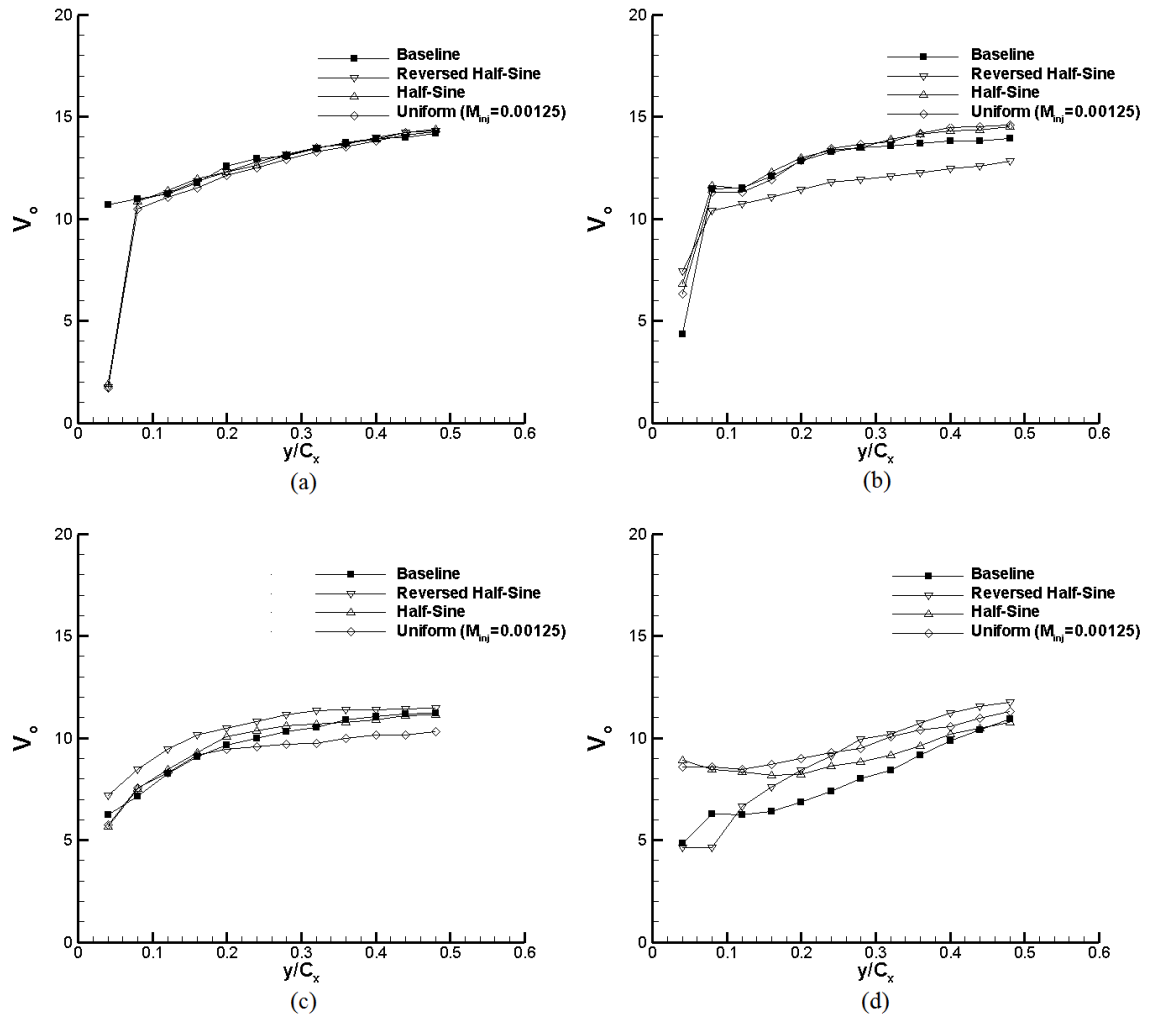 20
15
10
5
0
Vo
0
0.1
0.2
0.3
0.4
0.5
0.6
y/Cx
Baseline
Reversed Half-Sine
Half-Sine
Uniform (Minj=0.00125)
(a)
20
15
10
5
0
Vo
0
0.1
0.2
0.3
0.4
0.5
0.6
y/Cx
Baseline
Reversed Half-Sine
Half-Sine
Uniform (Minj=0.00125)
(b)
20
15
10
5
0
Vo
0
0.1
0.2
0.3
0.4
0.5
0.6
y/Cx
Baseline
Reversed Half-Sine
Half-Sine
Uniform (Minj=0.00125)
(c)
20
15
10
5
0
Vo
0
0.1
0.2
0.3
0.4
0.5
0.6
y/Cx
Baseline
Reversed Half-Sine
Half-Sine
Uniform (Minj=0.00125)
(d)